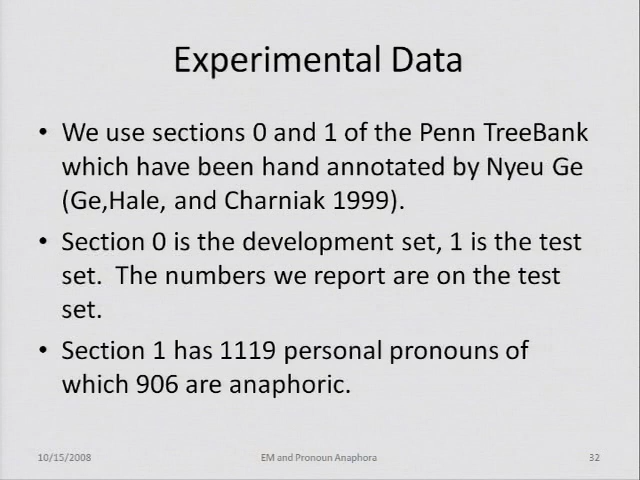 Experimental Data
• We use sections 0 and 1 of the Penn TreeBank
which have been hand annotated by Nyeu Ge
(Ge,Hale, and Charniak 1999).
• Section 0 is the development set, 1 is the test
set.  The numbers we report are on the test
set.
• Section 1 has 1119 personal pronouns of
which 906 are anaphoric.
10/15/2008 EM and Pronoun Anaphora 32